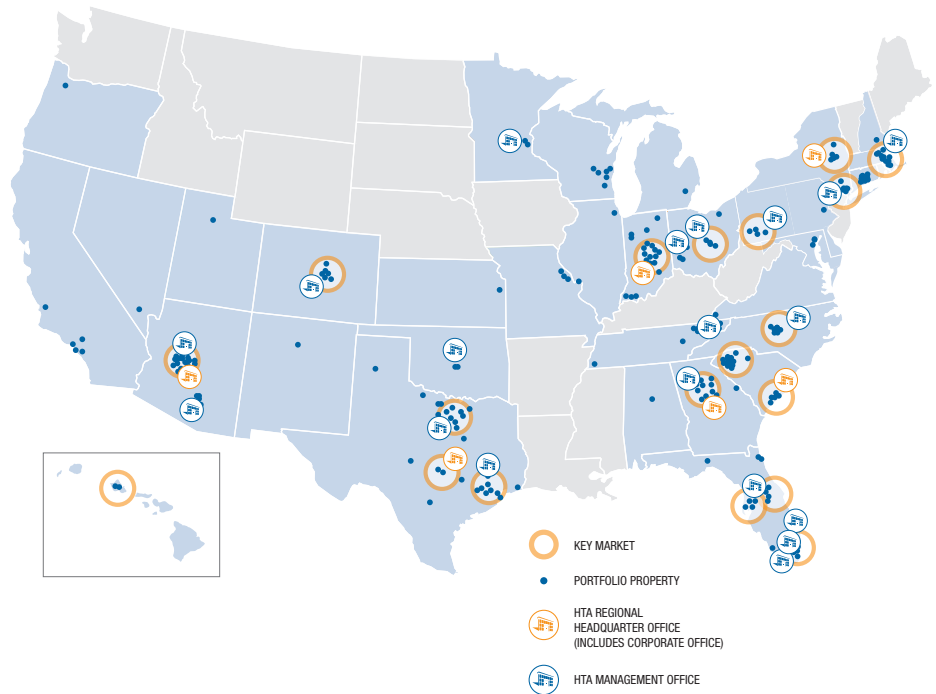 KEY MARKET
PORTFOLIO PROPERTY
HTA REGIONAL
HEADQUARTER OFFICE
(INCLUDES CORPORATE OFFICE)
HTA MANAGEMENT OFFICE